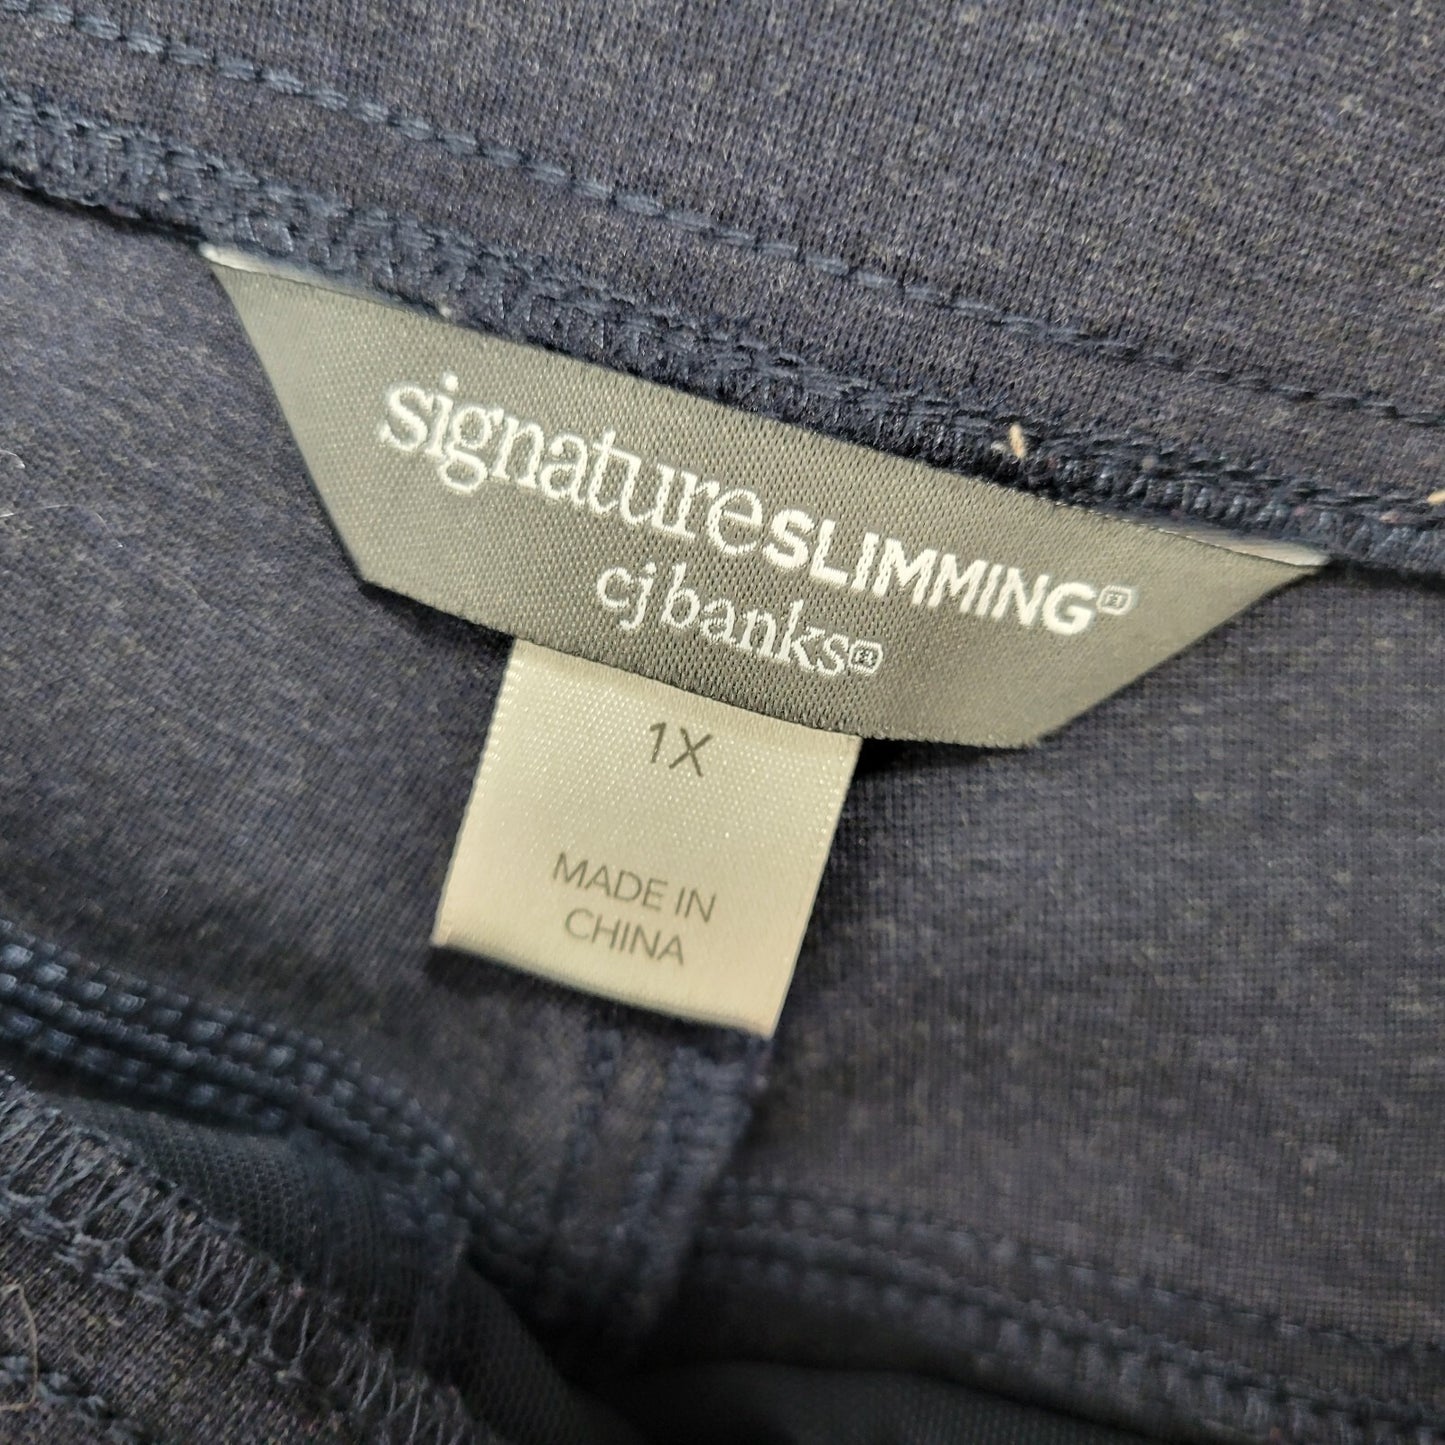 signatureSLIMMING®
cj banks®
1X
MADE IN
CHINA